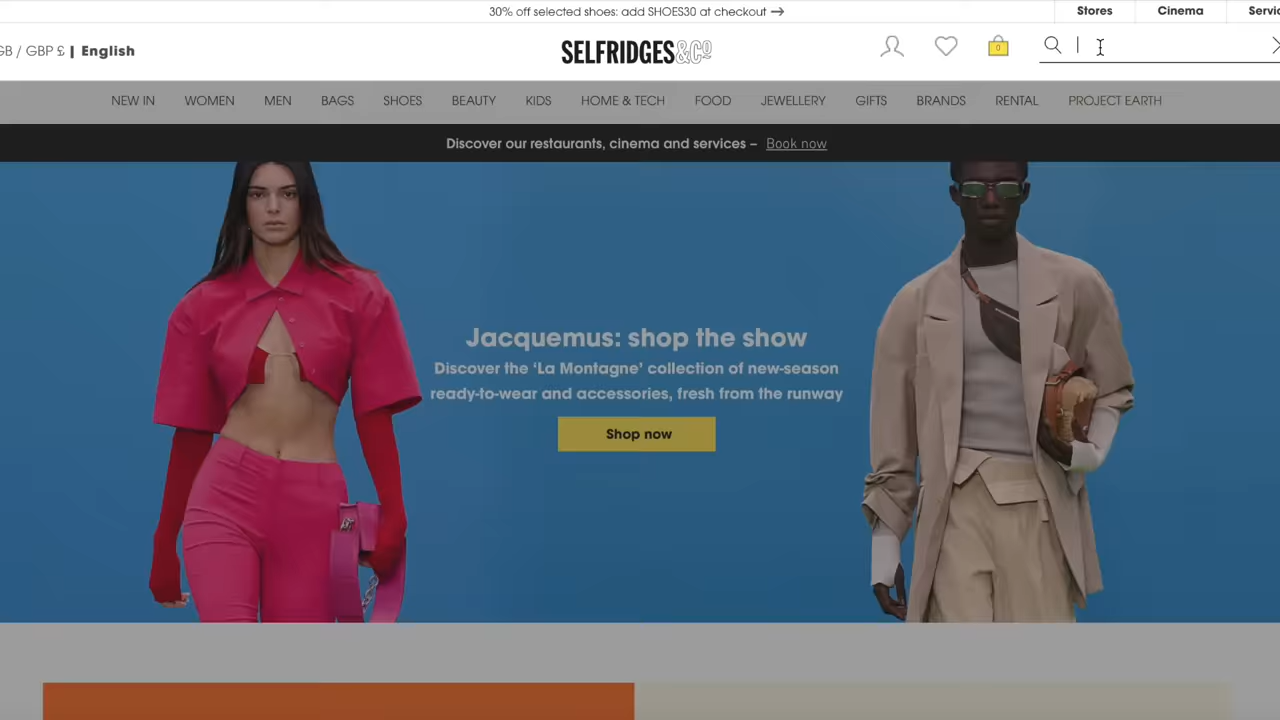 30% off selected shoes: add SHOES30 at checkout →
Stores
Cinema
Servic
GB / GBP £ | English
SELFRIDGES&CO
0
NEW IN
WOMEN
MEN
BAGS
SHOES
BEAUTY
KIDS
HOME & TECH
FOOD
JEWELLERY
GIFTS
BRANDS
RENTAL
PROJECT EARTH
Discover our restaurants, cinema and services – Book now
Jacquemus: shop the show
Discover the ‘La Montagne’ collection of new-season
ready-to-wear and accessories, fresh from the runway
Shop now